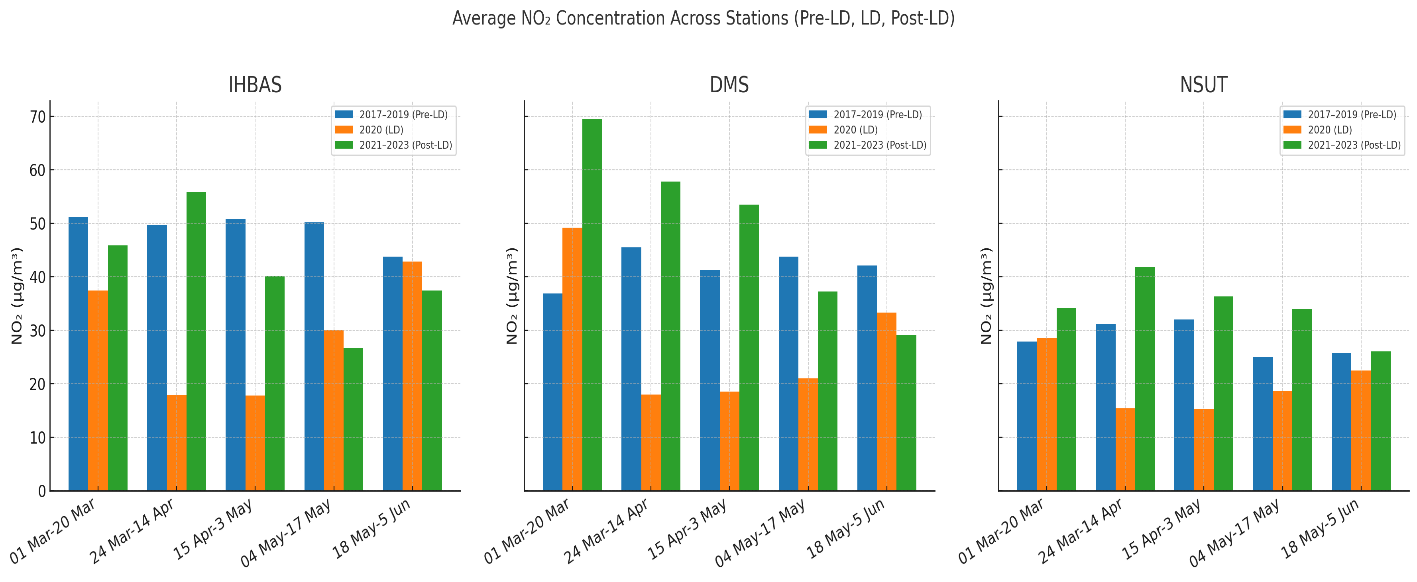 Average NO₂ Concentration Across Stations (Pre-LD, LD, Post-LD)
IHBAS
2017–2019 (Pre-LD)
2020 (LD)
2021–2023 (Post-LD)
NO₂ (µg/m³)
70
60
50
40
30
20
10
0
01 Mar-20 Mar
24 Mar-14 Apr
15 Apr-3 May
04 May-17 May
18 May-5 Jun
DMS
2017–2019 (Pre-LD)
2020 (LD)
2021–2023 (Post-LD)
NO₂ (µg/m³)
01 Mar-20 Mar
24 Mar-14 Apr
15 Apr-3 May
04 May-17 May
18 May-5 Jun
NSUT
2017–2019 (Pre-LD)
2020 (LD)
2021–2023 (Post-LD)
NO₂ (µg/m³)
01 Mar-20 Mar
24 Mar-14 Apr
15 Apr-3 May
04 May-17 May
18 May-5 Jun